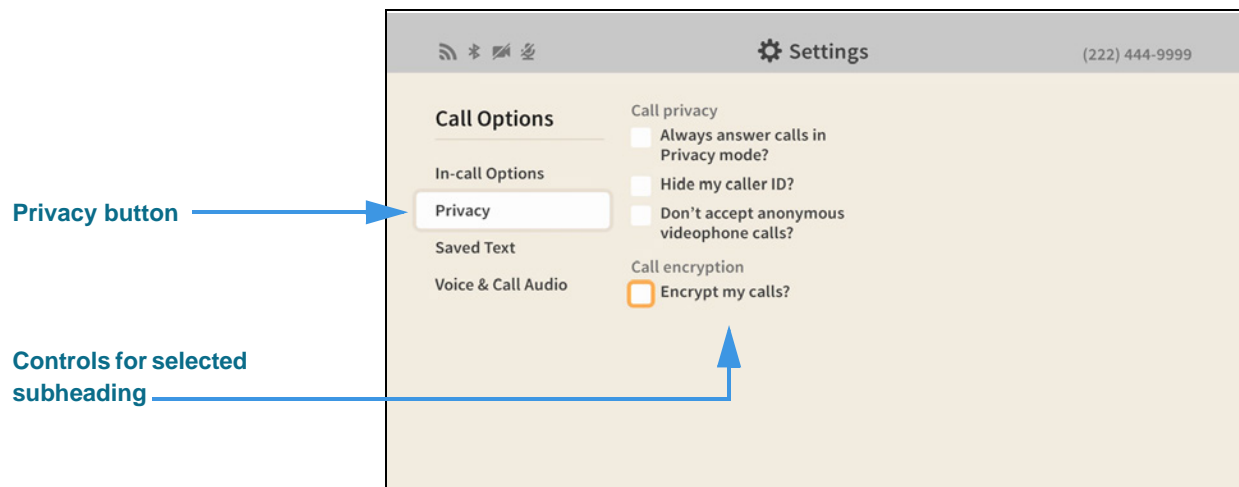 Settings
(222) 444-9999
Call Options
In-call Options
Privacy
Saved Text
Voice & Call Audio
Call privacy
Always answer calls in
Privacy mode?
Hide my caller ID?
Don’t accept anonymous
videophone calls?
Call encryption
Encrypt my calls?
Privacy button
Controls for selected
subheading